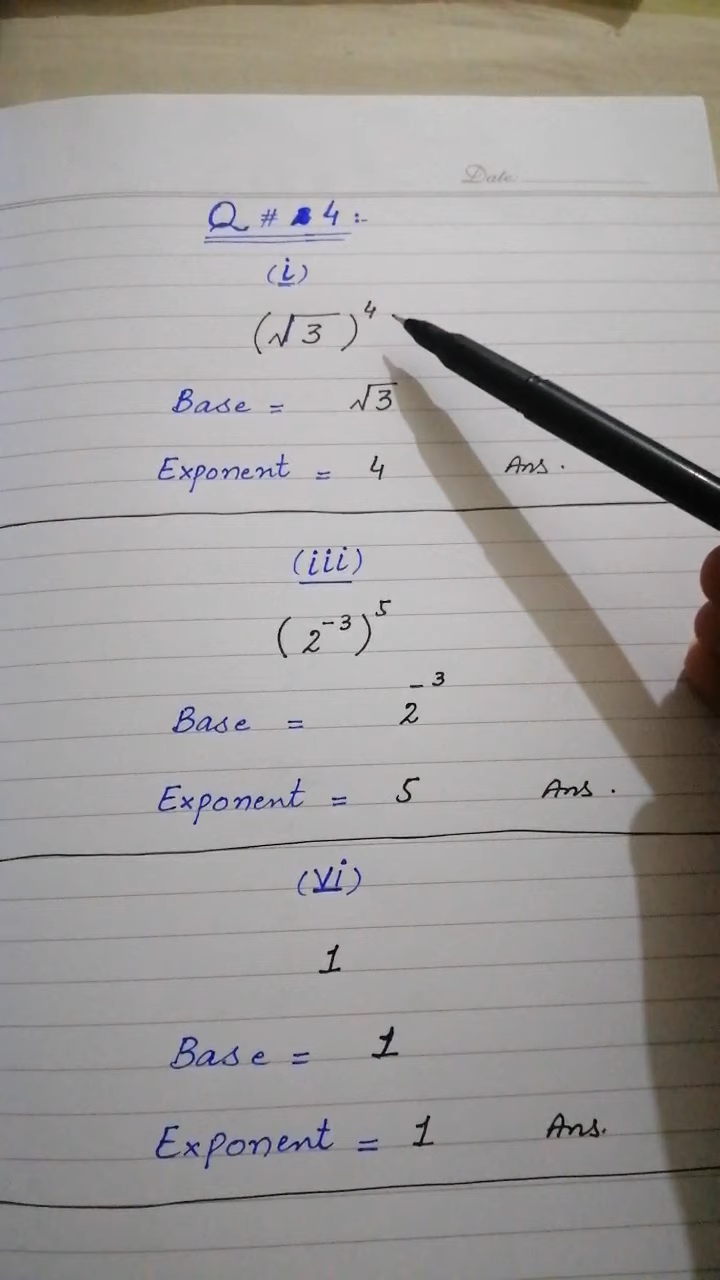 Date
Q # 4 :-
(i)
(√3)⁴
Base = √3
Exponent = 4 Ans.
(iii)
(2⁻³)⁵
Base = 2⁻³
Exponent = 5 Ans.
(Vi)
1
Base = 1
Exponent = 1 Ans.